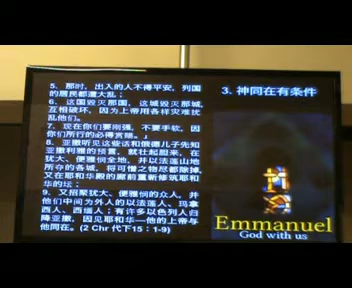 5. 那时，出入的人不得平安，列国
的居民都遭大乱；
6. 这国毁灭那国，这城毁灭那城，
互相破坏，因为上帝用各样灾难扰
乱他们。
7. 现在你们要刚强，不要手软，因
你们所行的必得赏赐。』
8. 亚撒听见这些话和俄德儿子先知
亚撒利雅的预言，就壮起胆来，在
犹大、便雅悯全地，并以法莲山地
所夺的各城，将可憎之物尽都除掉，
又在耶和华殿的廊前重新修筑耶和
华的坛；
9. 又招聚犹大、便雅悯的众人，并
他们中间为外人的以法莲人、玛拿
西人、西缅人；有许多以色列人归
降亚撒，因见耶和华—他的上帝与
他同在。(2 Chr 代下15：1-9)
3. 神同在有条件
Emmanuel
God with us